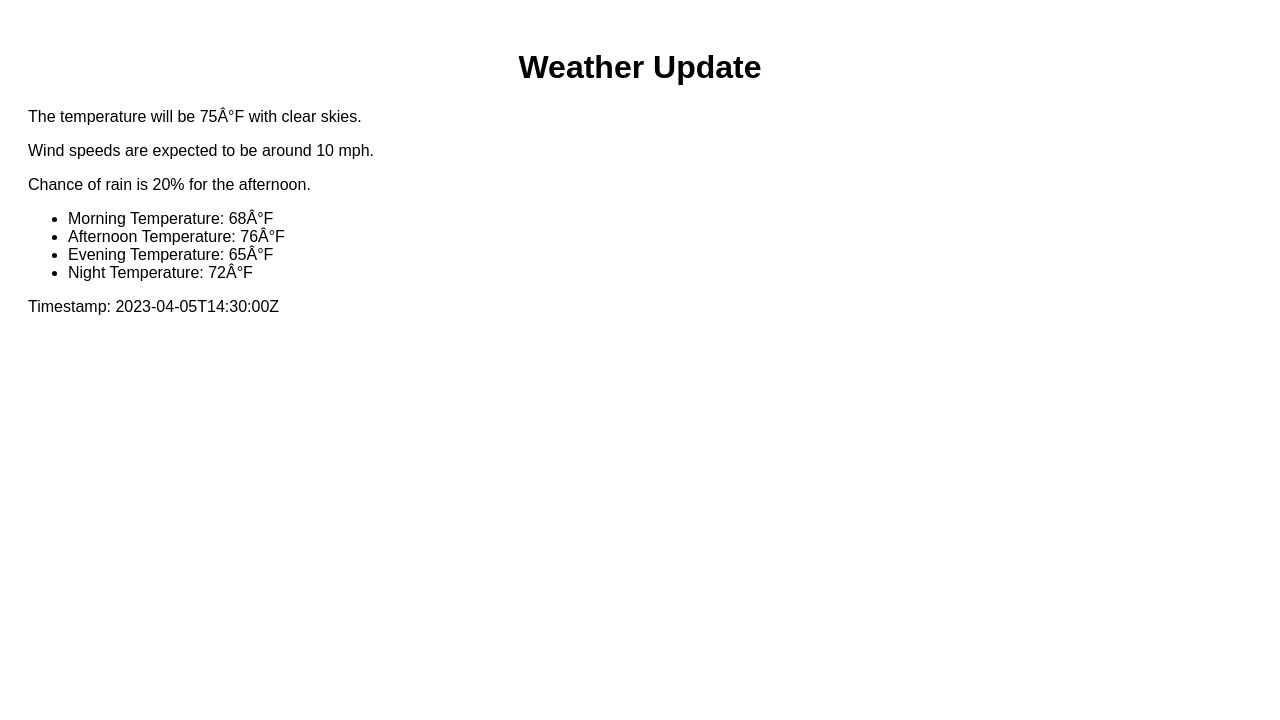 Weather Update
The temperature will be 75Â°F with clear skies.
Wind speeds are expected to be around 10 mph.
Chance of rain is 20% for the afternoon.
Morning Temperature: 68Â°F
Afternoon Temperature: 76Â°F
Evening Temperature: 65Â°F
Night Temperature: 72Â°F
Timestamp: 2023-04-05T14:30:00Z